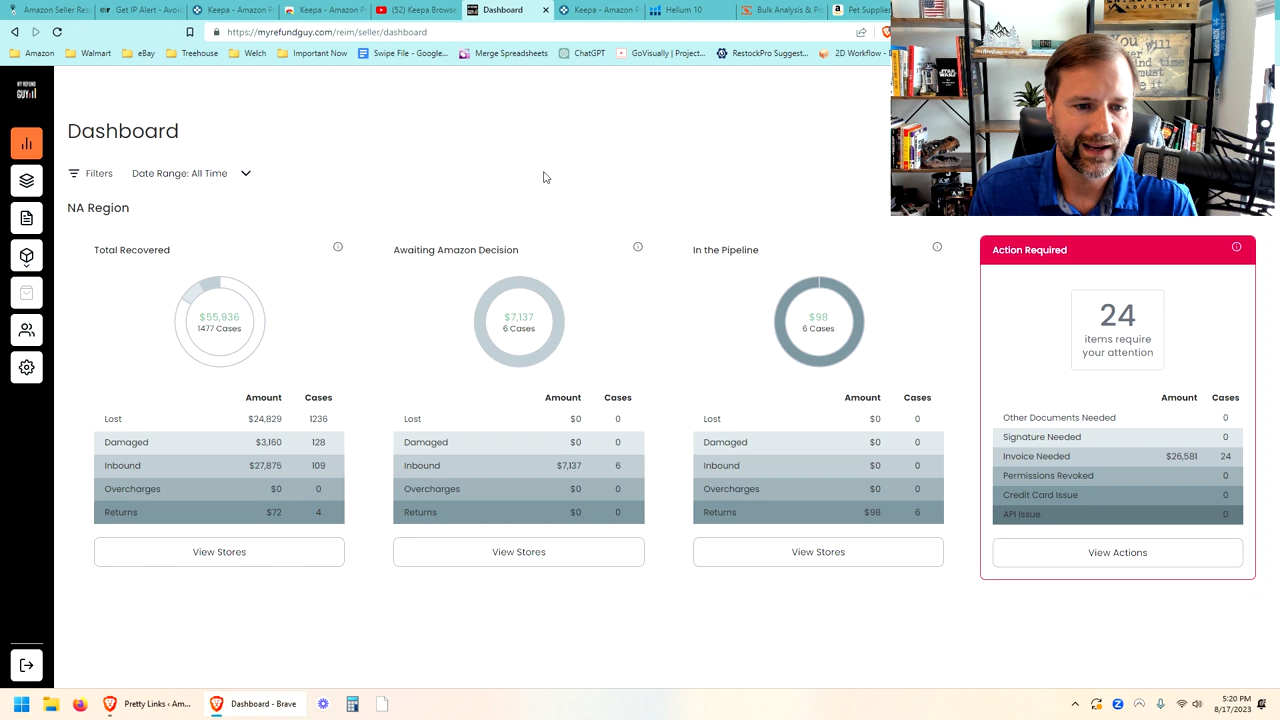 Amazon Seller Res
Get IP Alert - Avoid
Keepa - Amazon P
Keepa - Amazon P
(52) Keepa Brows
Dashboard
Keepa - Amazon P
Helium 10
Bulk Analysis & Pr
Pet Supplies
https://myrefundguy.com/reim/seller/dashboard
Amazon
Walmart
eBay
Treehouse
Welch
Important Now
Swipe File - Google...
Merge Spreadsheets
ChatGPT
GoVisually | Project...
RestockPro:Suggest...
2D Workflow -
You will
STAR WARS
MY REFUND
GUY
Dashboard
Filters
Date Range: All Time
NA Region
Total Recovered
$55,936
1477 Cases
Amount Cases
Lost $24,829 1236
Damaged $3,160 128
Inbound $27,875 109
Overcharges $0 0
Returns $72 4
View Stores
Awaiting Amazon Decision
$7,137
6 Cases
Amount Cases
Lost $0 0
Damaged $0 0
Inbound $7,137 6
Overcharges $0 0
Returns $0 0
View Stores
In the Pipeline
$98
6 Cases
Amount Cases
Lost $0 0
Damaged $0 0
Inbound $0 0
Overcharges $0 0
Returns $98 6
View Stores
Action Required
24
items require
your attention
Amount Cases
Other Documents Needed 0
Signature Needed 0
Invoice Needed $26,581 24
Permissions Revoked 0
Credit Card Issue 0
API Issue 0
View Actions
Pretty Links ‹ Am...
Dashboard - Brave
5:20 PM
8/17/2023